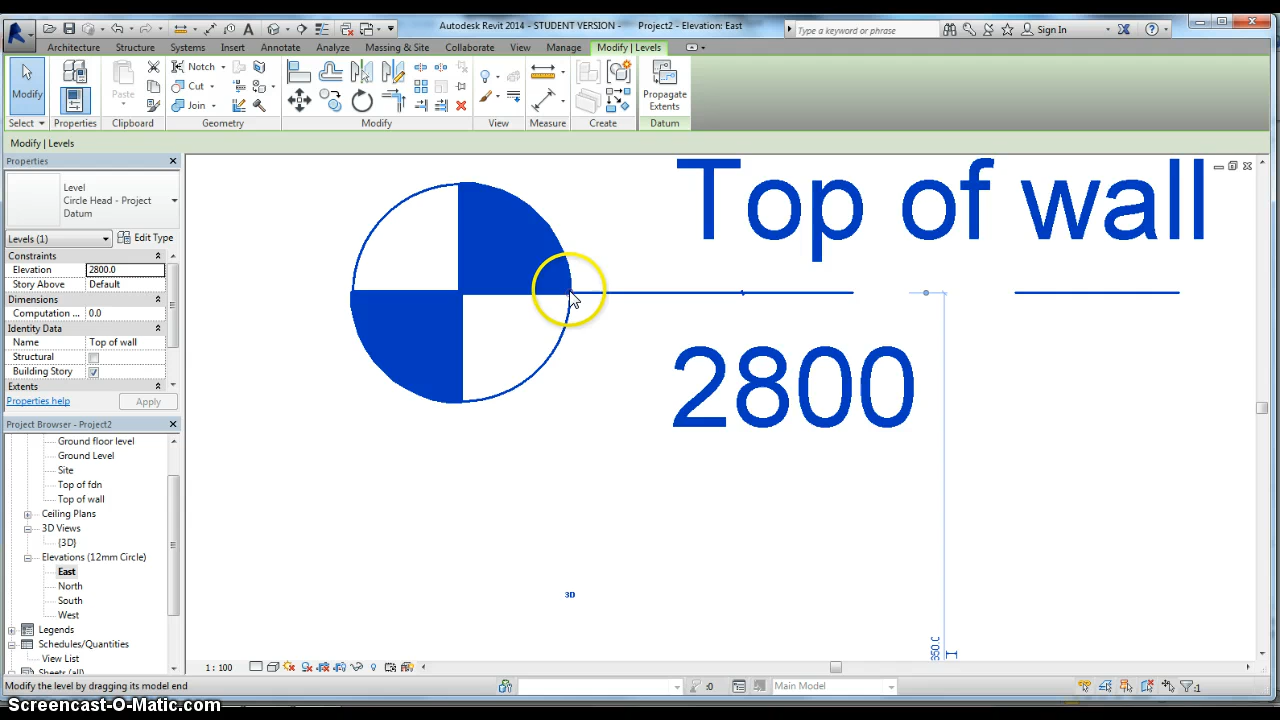 Autodesk Revit 2014 - STUDENT VERSION - Project2 - Elevation: East
Type a keyword or phrase
Sign In
Architecture Structure Systems Insert Annotate Analyze Massing & Site Collaborate View Manage Modify | Levels
Modify
Paste
Notch
Cut
Join
Propagate Extents
Select Properties Clipboard Geometry Modify View Measure Create Datum
Modify | Levels
Properties
Level
Circle Head - Project Datum
Levels (1) Edit Type
Constraints
Elevation 2800.0
Story Above Default
Dimensions
Computation ... 0.0
Identity Data
Name Top of wall
Structural
Building Story
Extents
Properties help Apply
Project Browser - Project2
Ground floor level
Ground Level
Site
Top of fdn
Top of wall
Ceiling Plans
3D Views
{3D}
Elevations (12mm Circle)
East
North
South
West
Legends
Schedules/Quantities
View List
Sheets (all)
Top of wall
2800
3D
1 : 100
Modify the level by dragging its model end
:0
Main Model
:1
Screencast-O-Matic.com